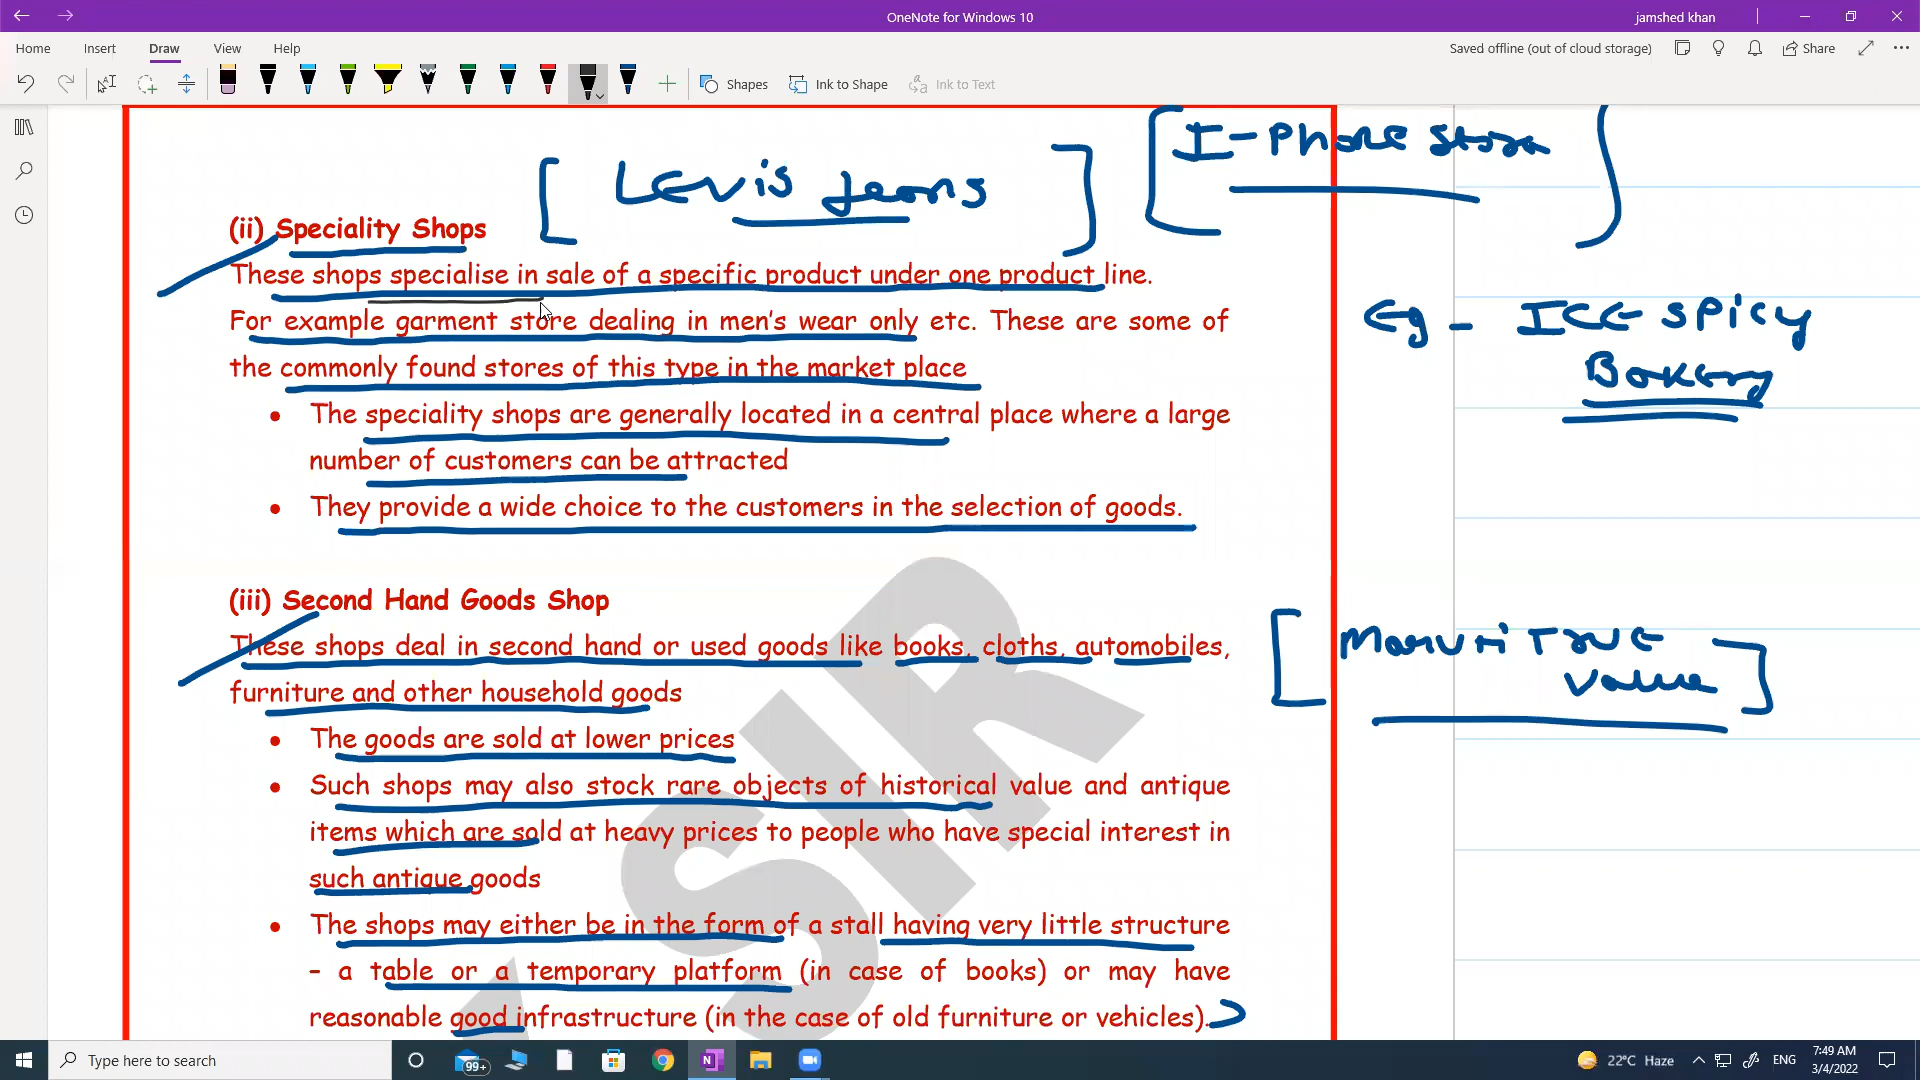 OneNote for Windows 10
jamshed khan
Home Insert Draw View Help
Saved offline (out of cloud storage)
Share
Shapes
Ink to Shape
Ink to Text
I-Phone Store
Levis Jeans
(ii) Speciality Shops
These shops specialise in sale of a specific product under one product line.
For example garment store dealing in men's wear only etc. These are some of
the commonly found stores of this type in the market place
• The speciality shops are generally located in a central place where a large
number of customers can be attracted
• They provide a wide choice to the customers in the selection of goods.
Eg - ICE SPICY
Bakery
(iii) Second Hand Goods Shop
These shops deal in second hand or used goods like books, cloths, automobiles,
furniture and other household goods
• The goods are sold at lower prices
• Such shops may also stock rare objects of historical value and antique
items which are sold at heavy prices to people who have special interest in
such antique goods
• The shops may either be in the form of a stall having very little structure
– a table or a temporary platform (in case of books) or may have
reasonable good infrastructure (in the case of old furniture or vehicles).
Maruti TRUE
Value
SIR
Type here to search
99+
22°C Haze
ENG
7:49 AM
3/4/2022